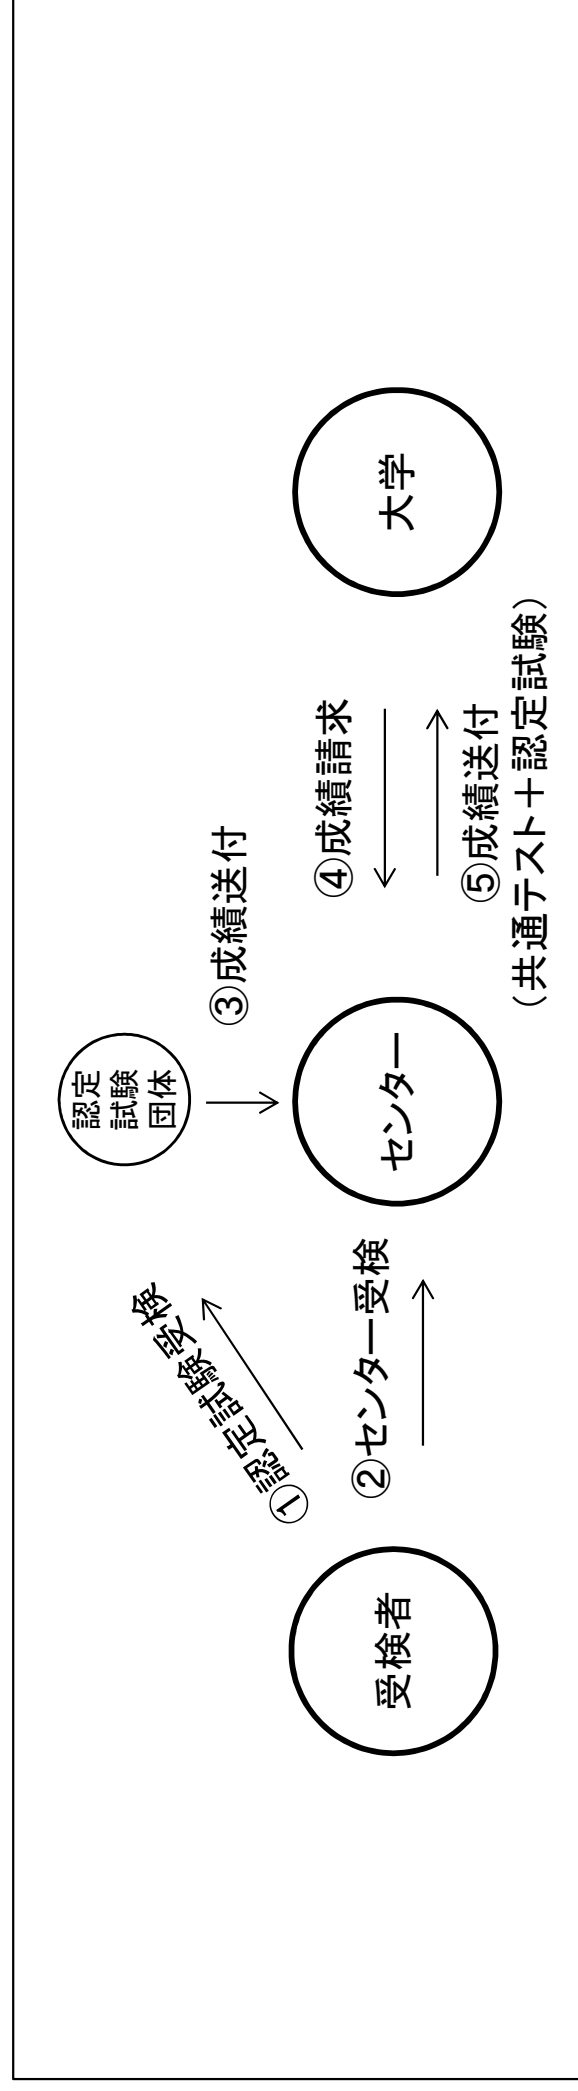 認定
試験
団体
①認定試験受検
③成績送付
②センター受検
④成績請求
受検者
センター
大学
⑤成績送付
(共通テスト+認定試験)